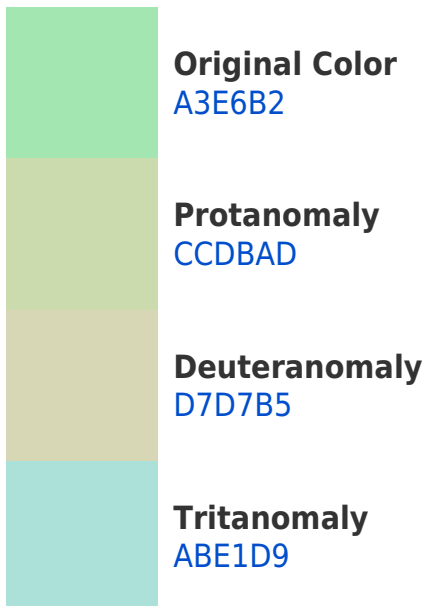 Original Color
A3E6B2
Protanomaly
CCDBAD
Deuteranomaly
D7D7B5
Tritanomaly
ABE1D9